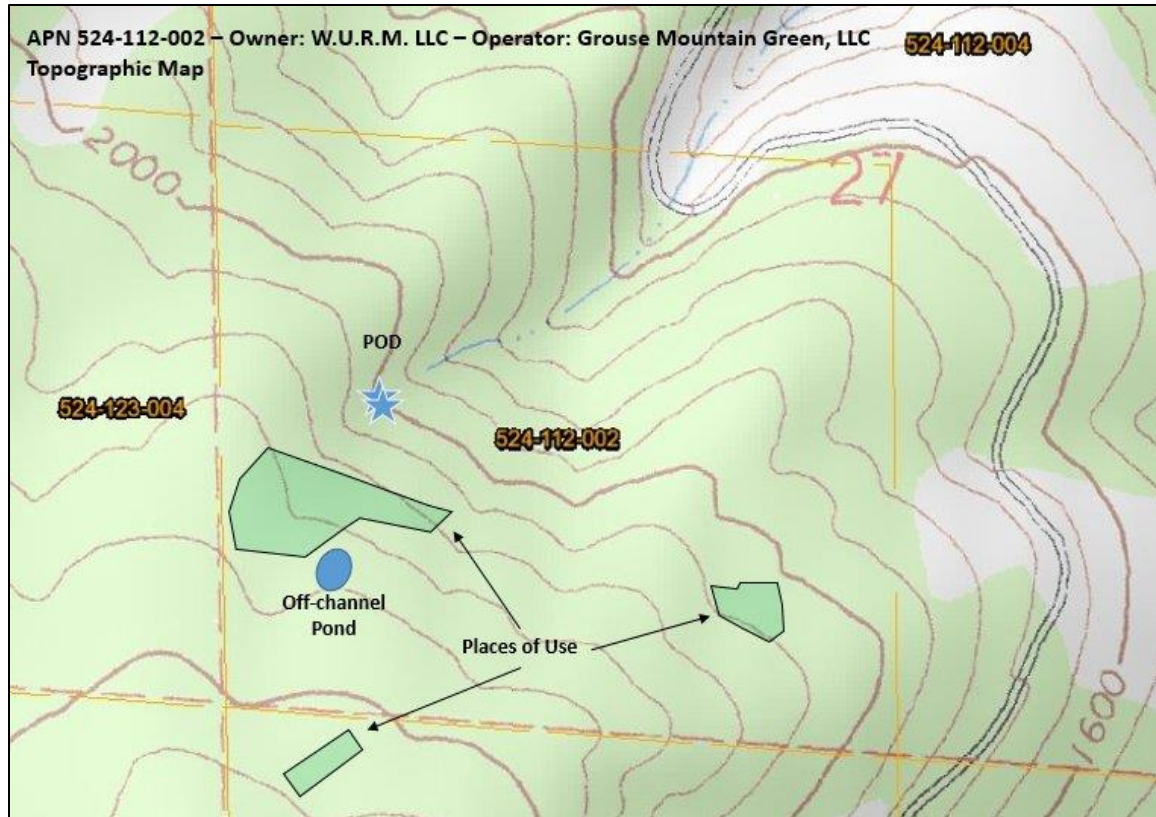 APN 524-112-002 – Owner: W.U.R.M. LLC – Operator: Grouse Mountain Green, LLC
Topographic Map
524-112-004
2000
27
POD
524-123-004
524-112-002
Off-channel
Pond
Places of Use
1600